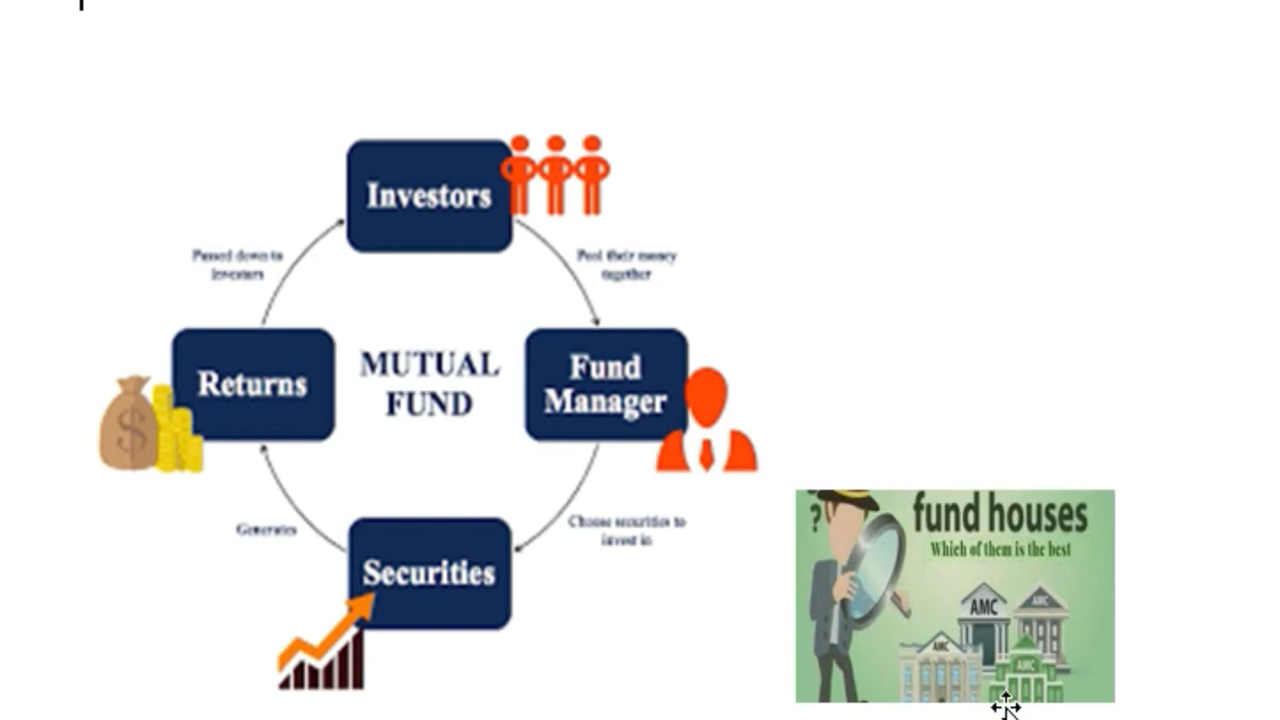 Investors
Passed down to
investors
Pool their money
together
Returns
MUTUAL
FUND
Fund
Manager
$
Generates
Choose securities to
invest in
Securities
?
fund houses
Which of them is the best
AMC
AMC
AMC
AMC